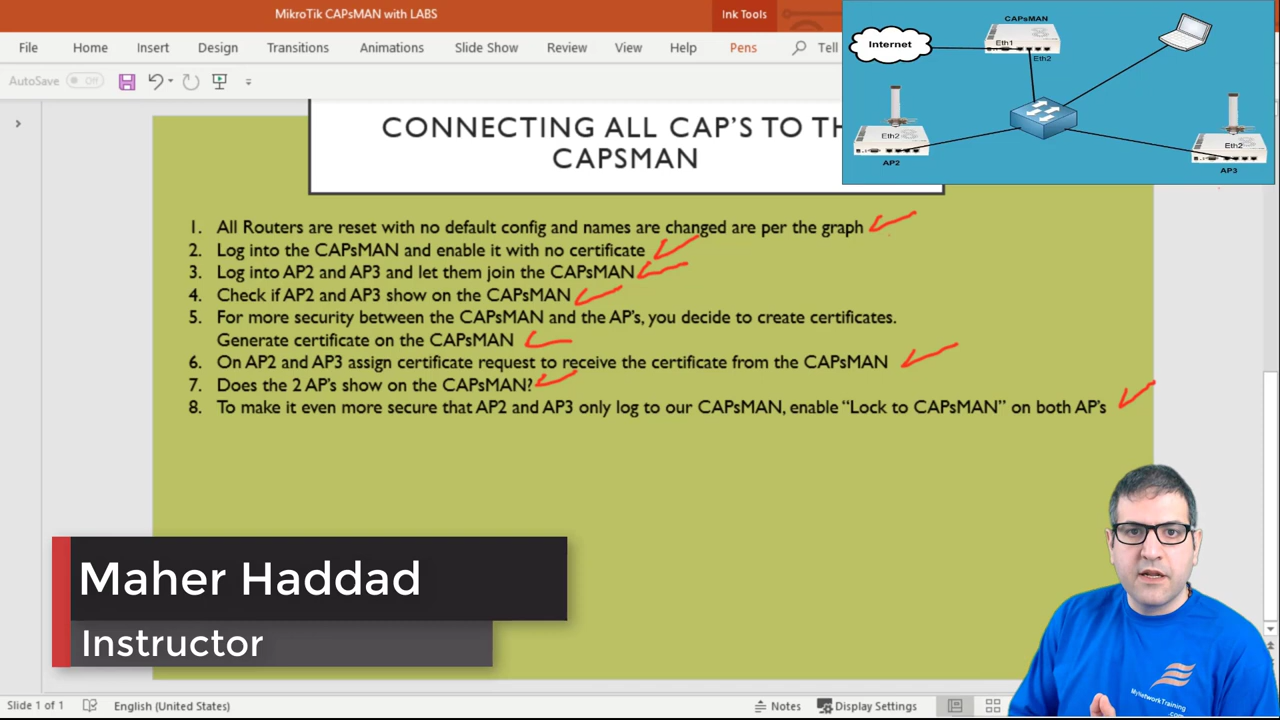 MikroTik CAPsMAN with LABS
Ink Tools
File Home Insert Design Transitions Animations Slide Show Review View Help Pens Tell
AutoSave Off
CAPsMAN
Internet
Eth1
Eth2
Eth2
AP2
Eth2
AP3
CONNECTING ALL CAP'S TO TH
CAPSMAN
1. All Routers are reset with no default config and names are changed are per the graph
2. Log into the CAPsMAN and enable it with no certificate
3. Log into AP2 and AP3 and let them join the CAPsMAN
4. Check if AP2 and AP3 show on the CAPsMAN
5. For more security between the CAPsMAN and the AP's, you decide to create certificates.
Generate certificate on the CAPsMAN
6. On AP2 and AP3 assign certificate request to receive the certificate from the CAPsMAN
7. Does the 2 AP's show on the CAPsMAN?
8. To make it even more secure that AP2 and AP3 only log to our CAPsMAN, enable “Lock to CAPsMAN” on both AP's
Maher Haddad
Instructor
MyNetworkTraining
.com
Slide 1 of 1 English (United States) Notes Display Settings